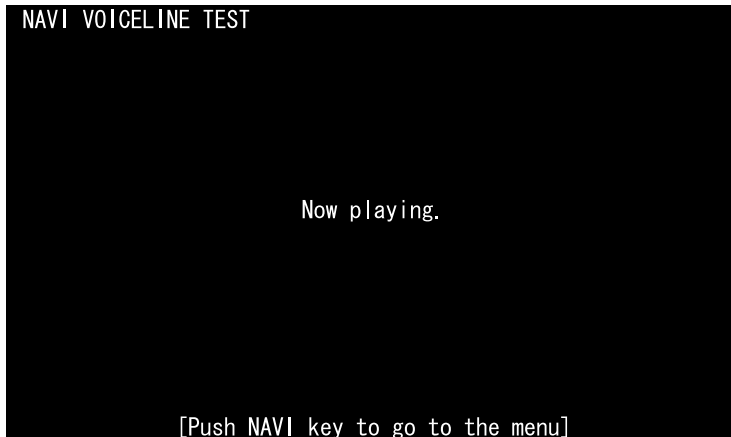 NAVI VOICELINE TEST
Now playing.
[Push NAVI key to go to the menu]